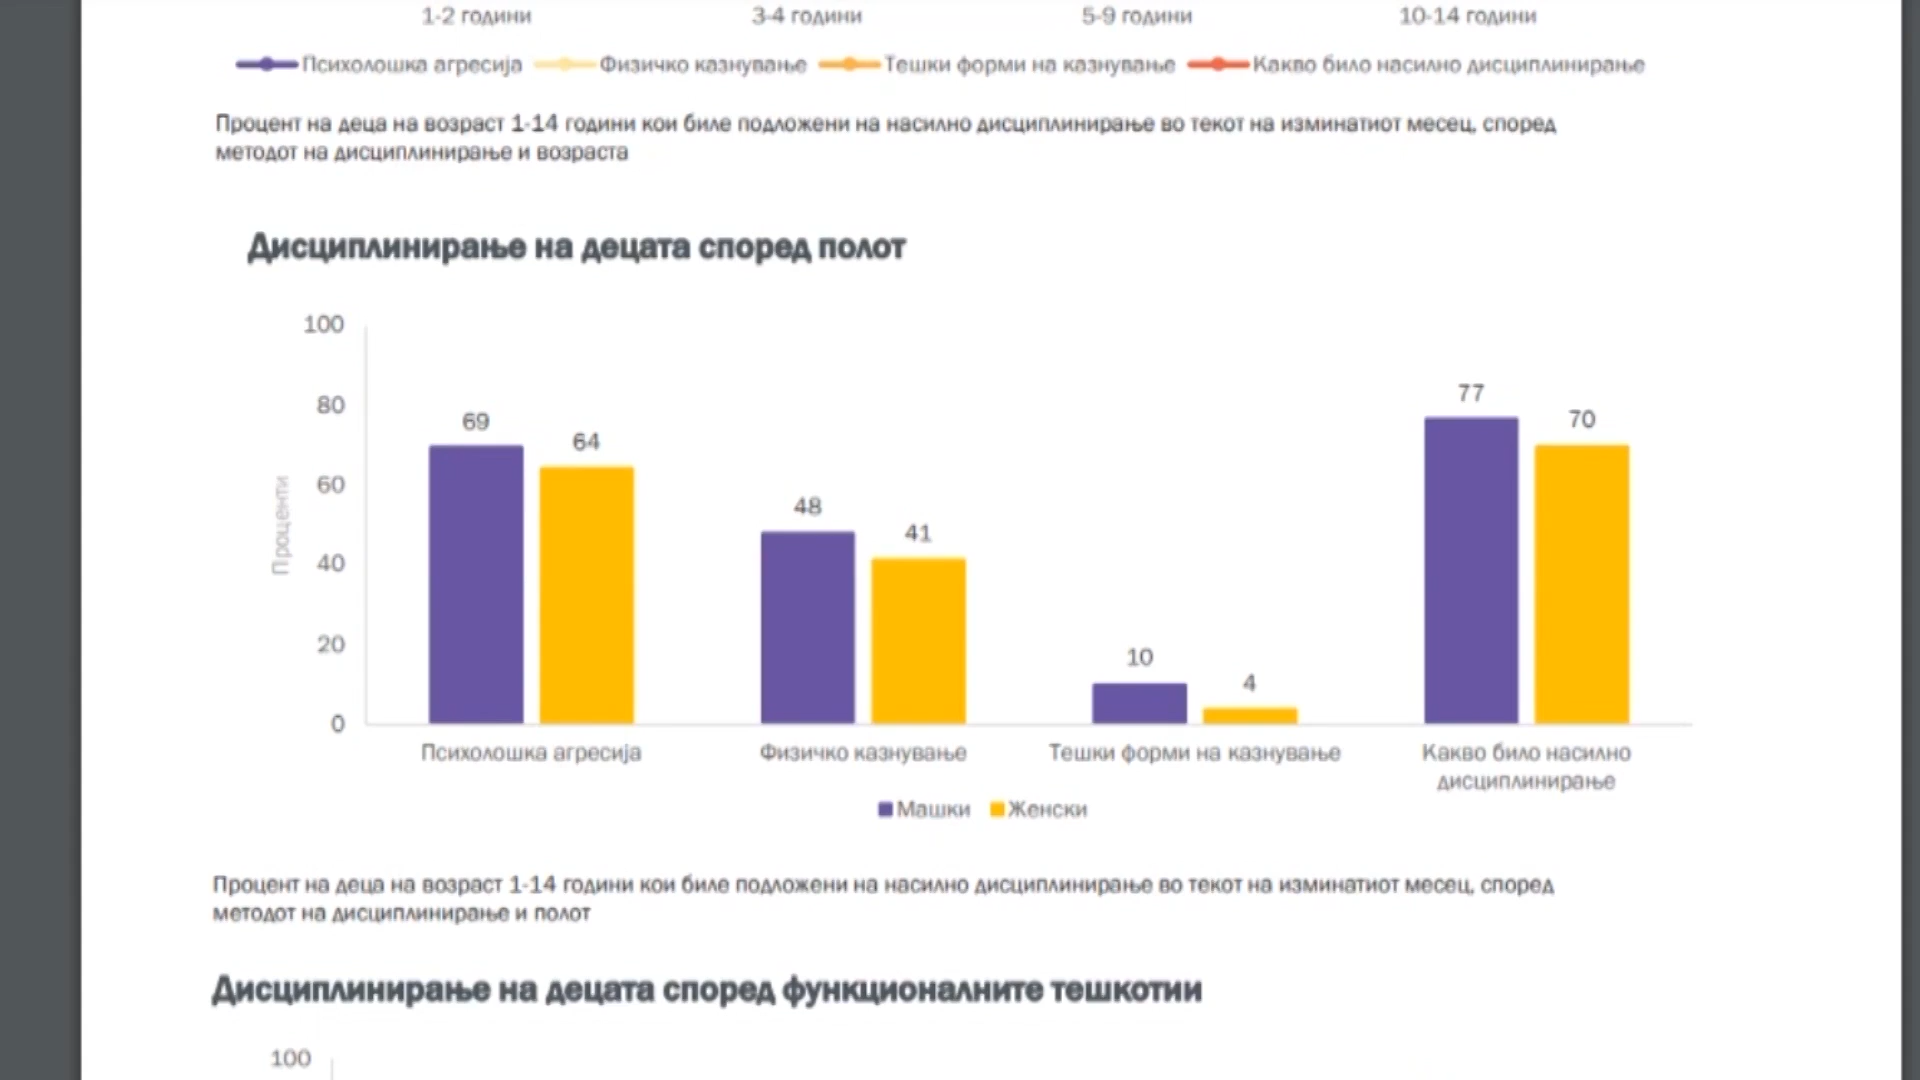 1-2 години 3-4 години 5-9 години 10-14 години
Психолошка агресија Физичко казнување Тешки форми на казнување Какво било насилно дисциплинирање
Процент на деца на возраст 1-14 години кои биле подложени на насилно дисциплинирање во текот на изминатиот месец, според
методот на дисциплинирање и возраста
Дисциплинирање на децата според полот
Проценти
100
80
60
40
20
0
69
64
48
41
10
4
77
70
Психолошка агресија
Физичко казнување
Тешки форми на казнување
Какво било насилно
дисциплинирање
Машки Женски
Процент на деца на возраст 1-14 години кои биле подложени на насилно дисциплинирање во текот на изминатиот месец, според
методот на дисциплинирање и полот
Дисциплинирање на децата според функционалните тешкотии
100